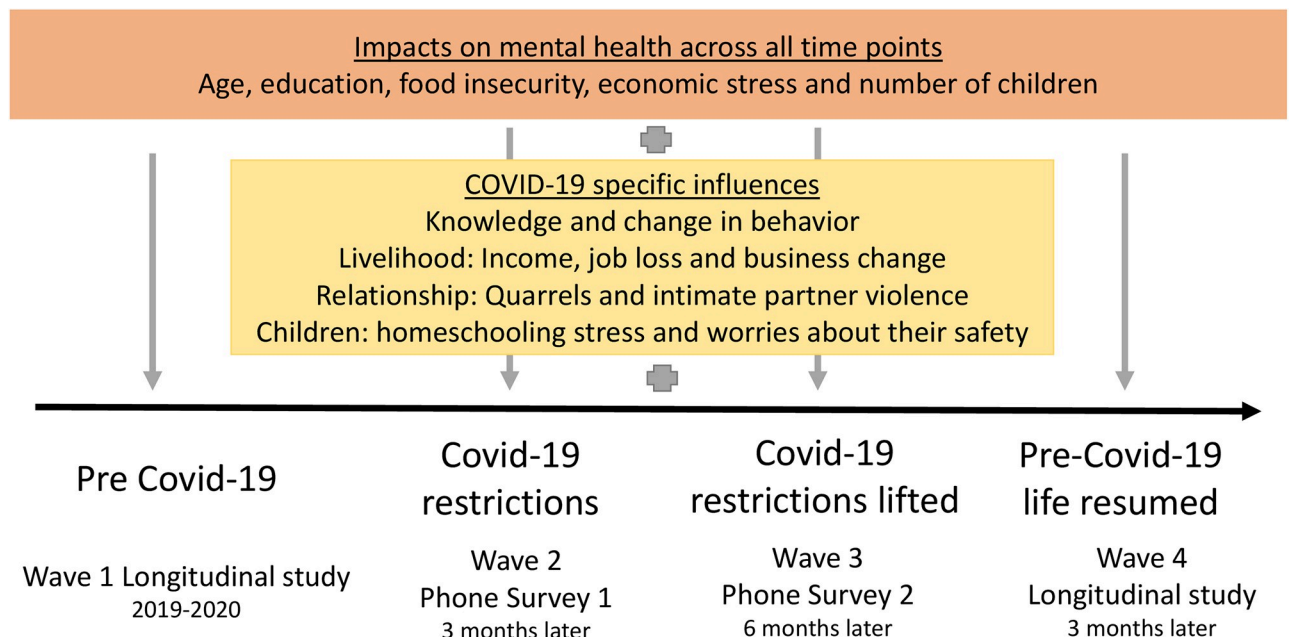 Impacts on mental health across all time points
Age, education, food insecurity, economic stress and number of children
COVID-19 specific influences
Knowledge and change in behavior
Livelihood: Income, job loss and business change
Relationship: Quarrels and intimate partner violence
Children: homeschooling stress and worries about their safety
Pre Covid-19
Covid-19
restrictions
Covid-19
restrictions lifted
Pre-Covid-19
life resumed
Wave 1 Longitudinal study
2019-2020
Wave 2
Phone Survey 1
3 months later
Wave 3
Phone Survey 2
6 months later
Wave 4
Longitudinal study
3 months later